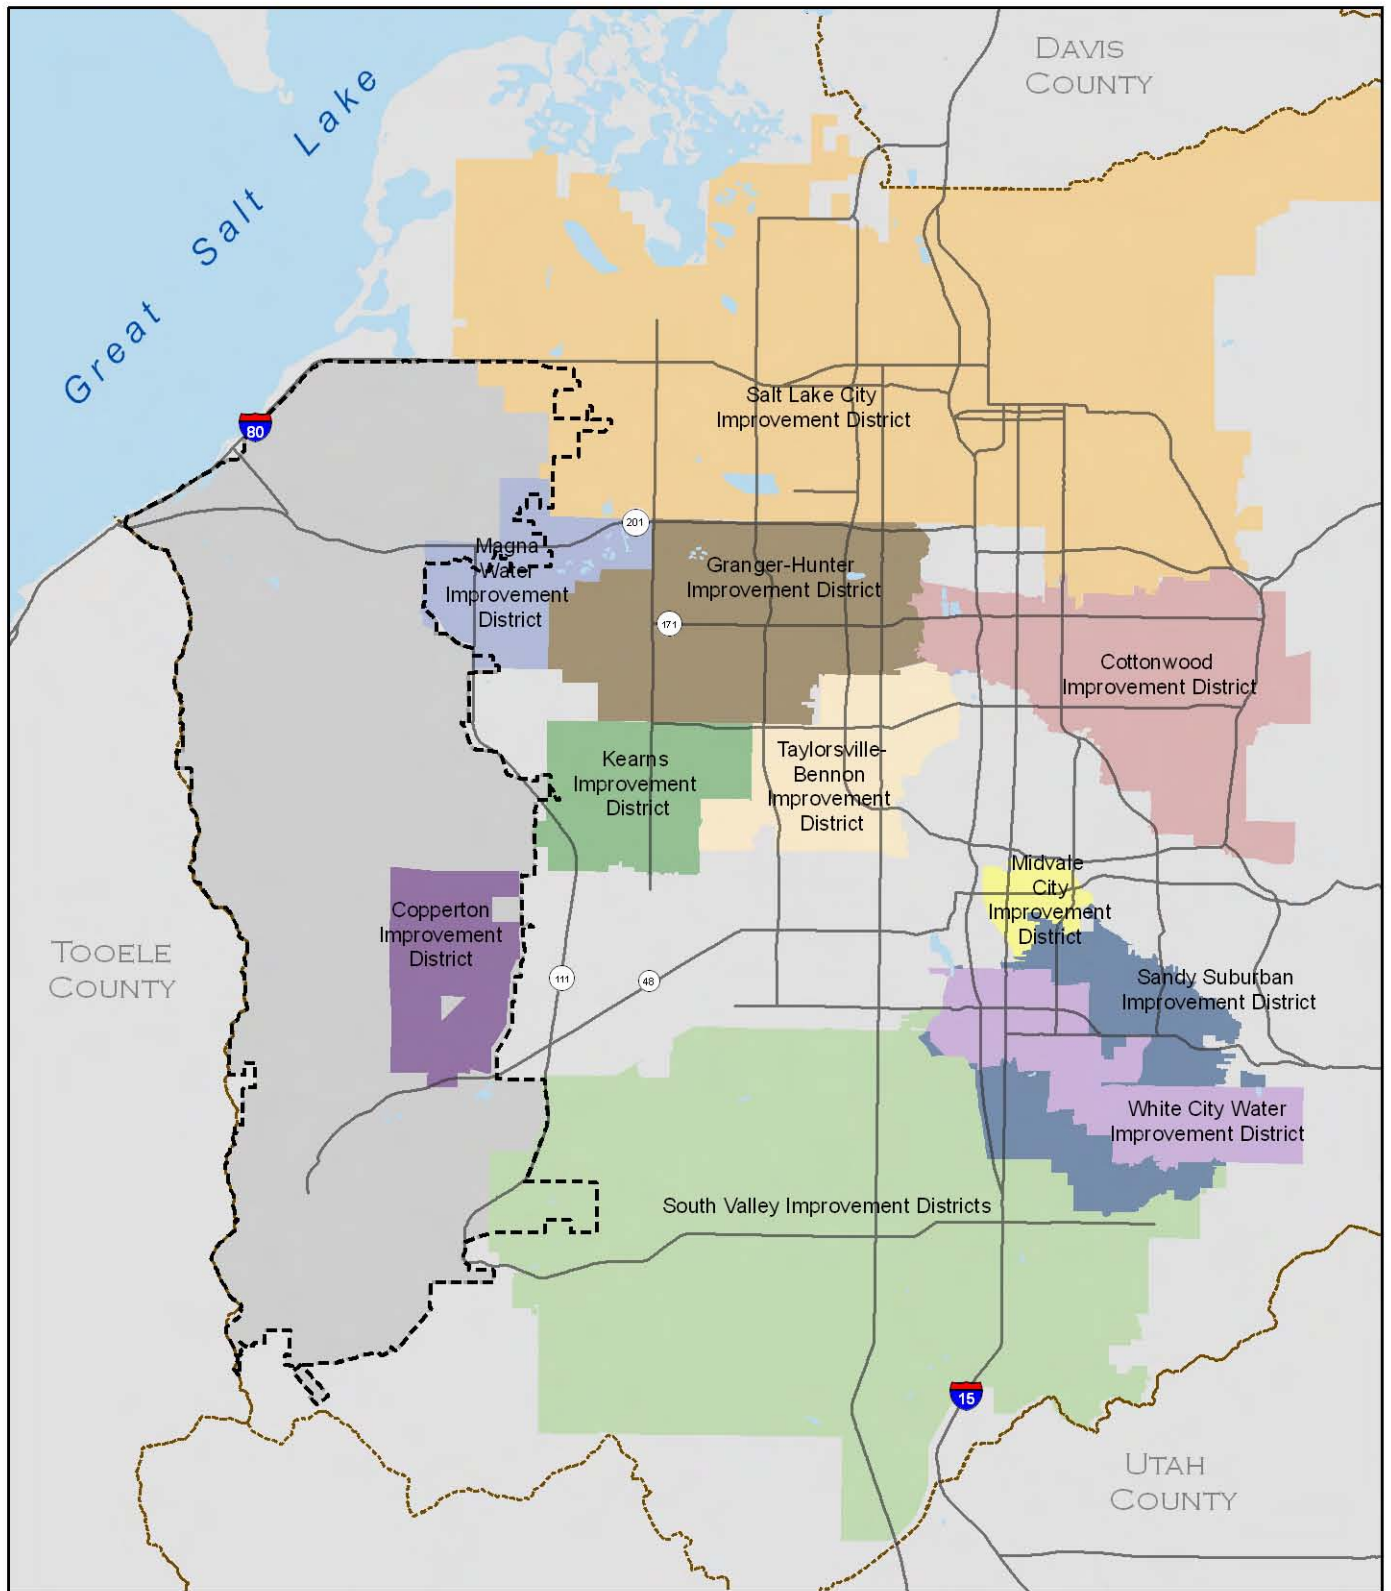 DAVIS
COUNTY
Great Salt Lake
80
Salt Lake City
Improvement District
201
Magna
Water
Improvement
District
Granger-Hunter
Improvement District
171
Cottonwood
Improvement District
Kearns
Improvement
District
Taylorsville-
Bennon
Improvement
District
Midvale
City
Improvement
District
Copperton
Improvement
District
TOOELE
COUNTY
111
48
Sandy Suburban
Improvement District
White City Water
Improvement District
South Valley Improvement Districts
15
UTAH
COUNTY